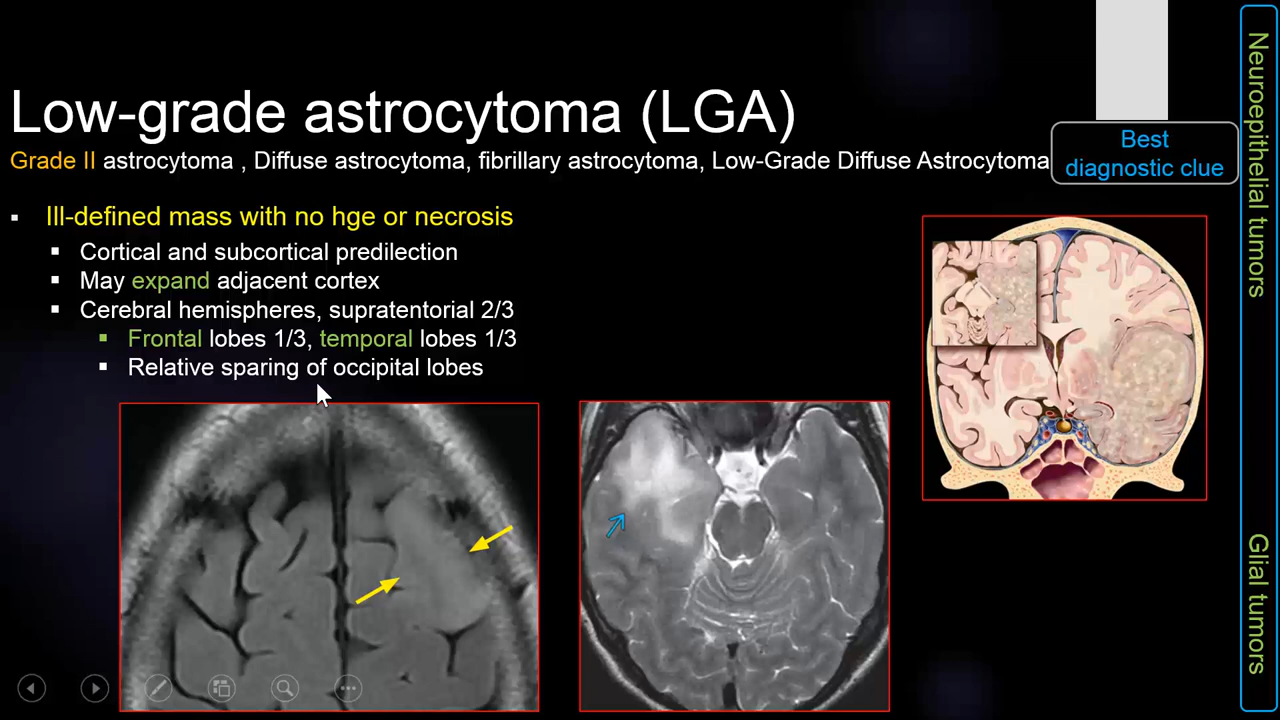 Low-grade astrocytoma (LGA)
Grade II astrocytoma , Diffuse astrocytoma, fibrillary astrocytoma, Low-Grade Diffuse Astrocytoma
Best
diagnostic clue
Ill-defined mass with no hge or necrosis
Cortical and subcortical predilection
May expand adjacent cortex
Cerebral hemispheres, supratentorial 2/3
Frontal lobes 1/3, temporal lobes 1/3
Relative sparing of occipital lobes
Neuroepithelial tumors
Glial tumors